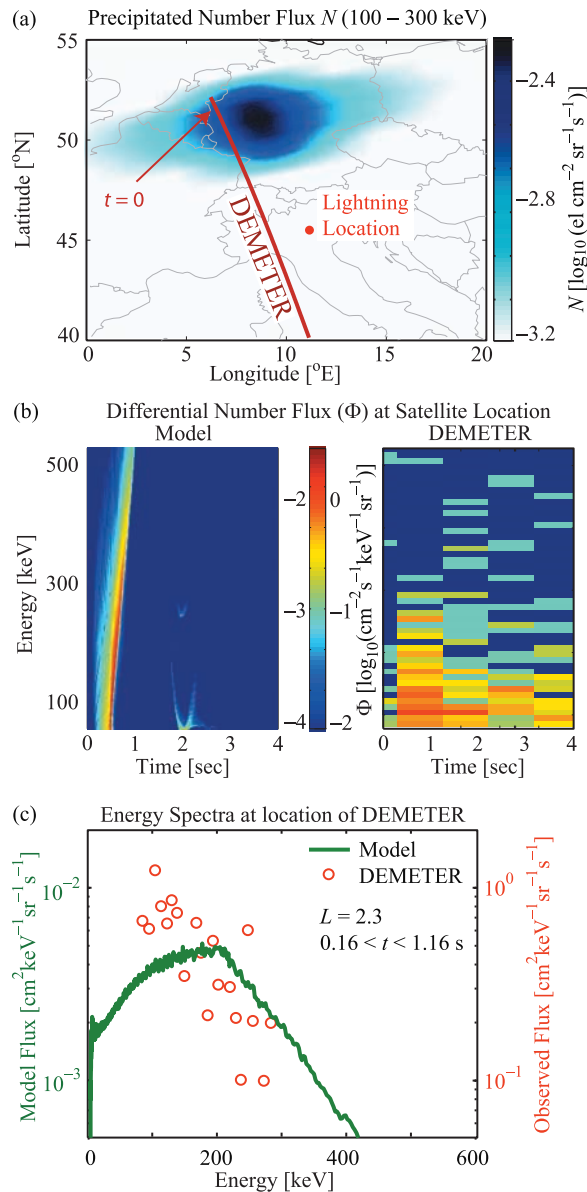 (a) Precipitated Number Flux N (100 – 300 keV)
55
50
45
40
Latitude [°N]
t = 0
DEMETER
Lightning
Location
0 5 10 15 20
Longitude [°E]
−2.4
−2.8
−3.2
N [log10 (el cm−2 sr−1 s−1)]
(b) Differential Number Flux (Φ) at Satellite Location
Model
DEMETER
500
300
100
Energy [keV]
0 1 2 3 4
Time [sec]
−2 0
−3 −1
−4 −2
Φ [log10(cm−2s−1keV−1sr−1)]
1 2 3 4
Time [sec]
(c) Energy Spectra at location of DEMETER
Model
DEMETER
L = 2.3
0.16 < t < 1.16 s
10−2
10−3
Model Flux [cm2keV−1sr−1s−1]
100
10−1
Observed Flux [cm2keV−1sr−1s−1]
0 200 400 600
Energy [keV]